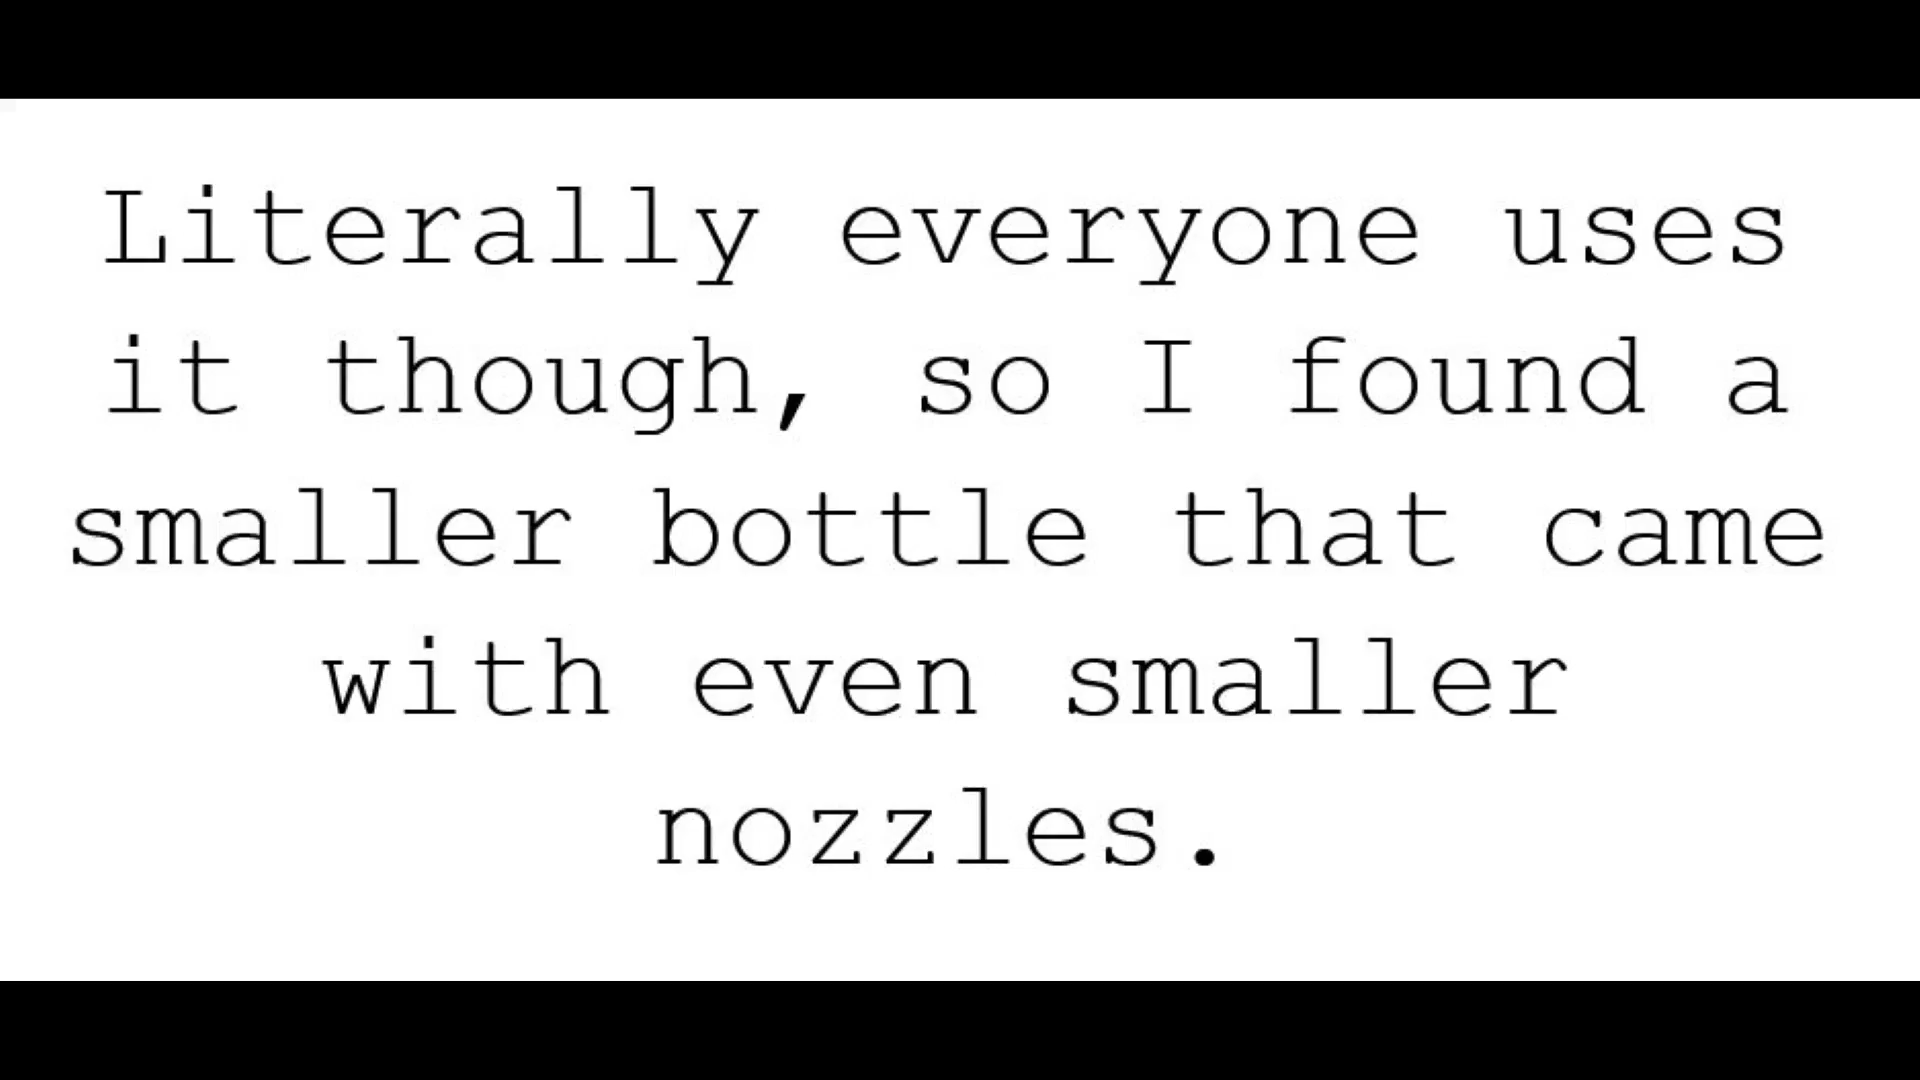 Literally everyone uses
it though, so I found a
smaller bottle that came
with even smaller
nozzles.